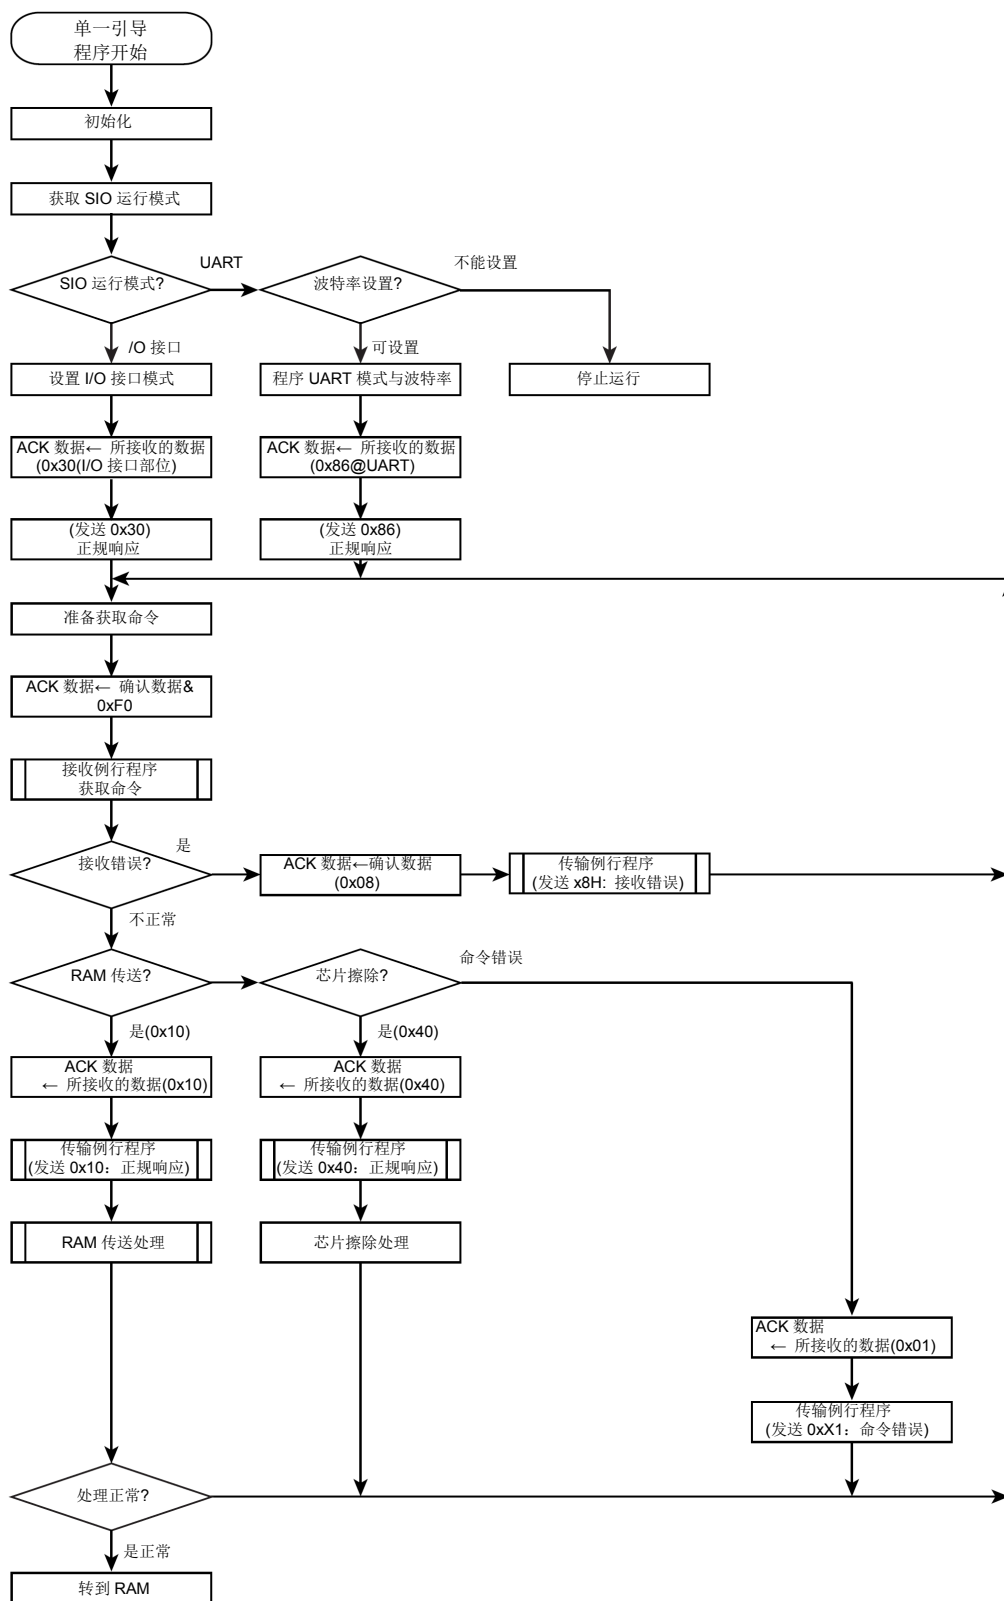 单一引导
程序开始
初始化
获取 SIO 运行模式
SIO 运行模式?
UART
波特率设置?
不能设置
/O 接口
可设置
设置 I/O 接口模式
程序 UART 模式与波特率
停止运行
ACK 数据← 所接收的数据
(0x30(I/O 接口部位)
ACK 数据← 所接收的数据
(0x86@UART)
(发送 0x30)
正规响应
(发送 0x86)
正规响应
准备获取命令
ACK 数据← 确认数据&
0xF0
接收例行程序
获取命令
接收错误?
是
ACK 数据←确认数据
(0x08)
传输例行程序
(发送 x8H: 接收错误)
不正常
RAM 传送?
芯片擦除?
命令错误
是(0x10)
是(0x40)
ACK 数据
← 所接收的数据(0x10)
ACK 数据
← 所接收的数据(0x40)
传输例行程序
(发送 0x10：正规响应)
传输例行程序
(发送 0x40：正规响应)
RAM 传送处理
芯片擦除处理
ACK 数据
← 所接收的数据(0x01)
传输例行程序
(发送 0xX1：命令错误)
处理正常?
是正常
转到 RAM